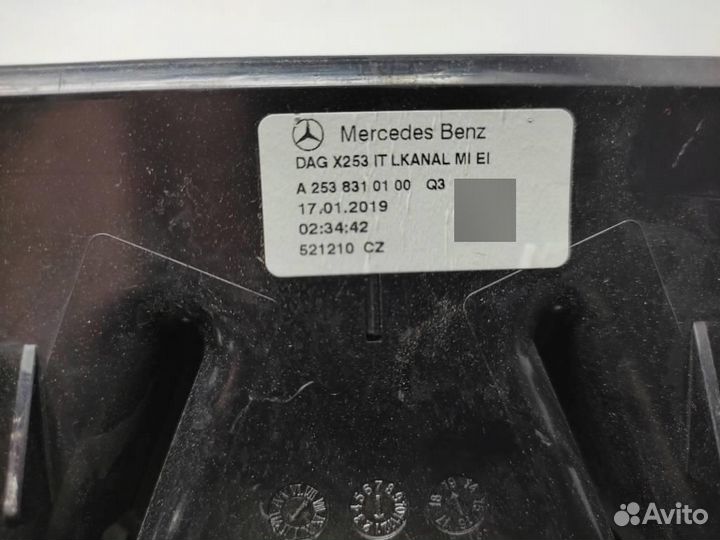 Mercedes Benz
DAG X253 IT LKANAL MI EI
A 253 831 01 00 Q3
17.01.2019
02:34:42
521210 CZ
Avito